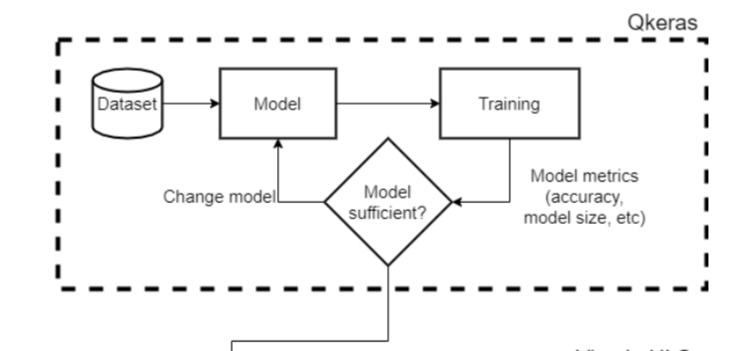 Qkeras
Dataset
Model
Training
Change model
Model
sufficient?
Model metrics
(accuracy,
model size, etc)